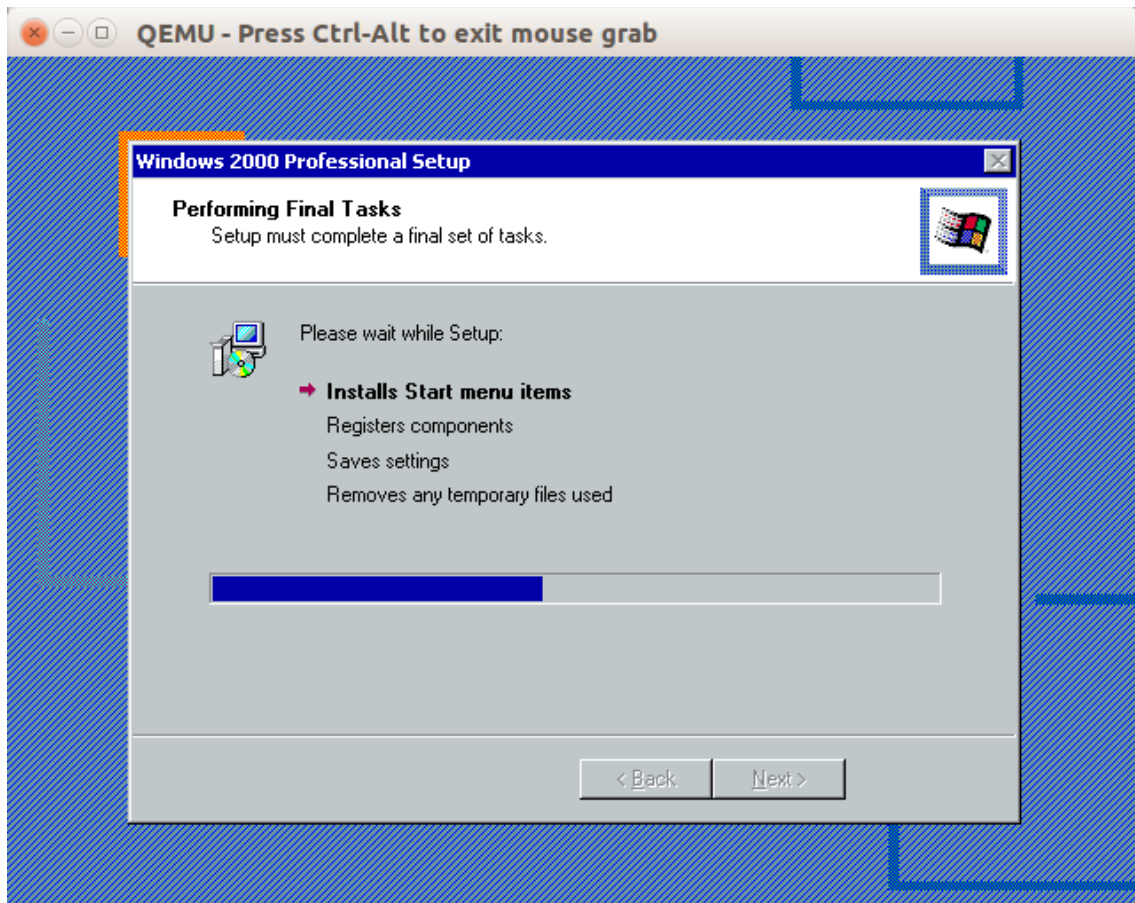 QEMU - Press Ctrl-Alt to exit mouse grab
Windows 2000 Professional Setup
Performing Final Tasks
Setup must complete a final set of tasks.
Please wait while Setup:
Installs Start menu items
Registers components
Saves settings
Removes any temporary files used
< Back Next >